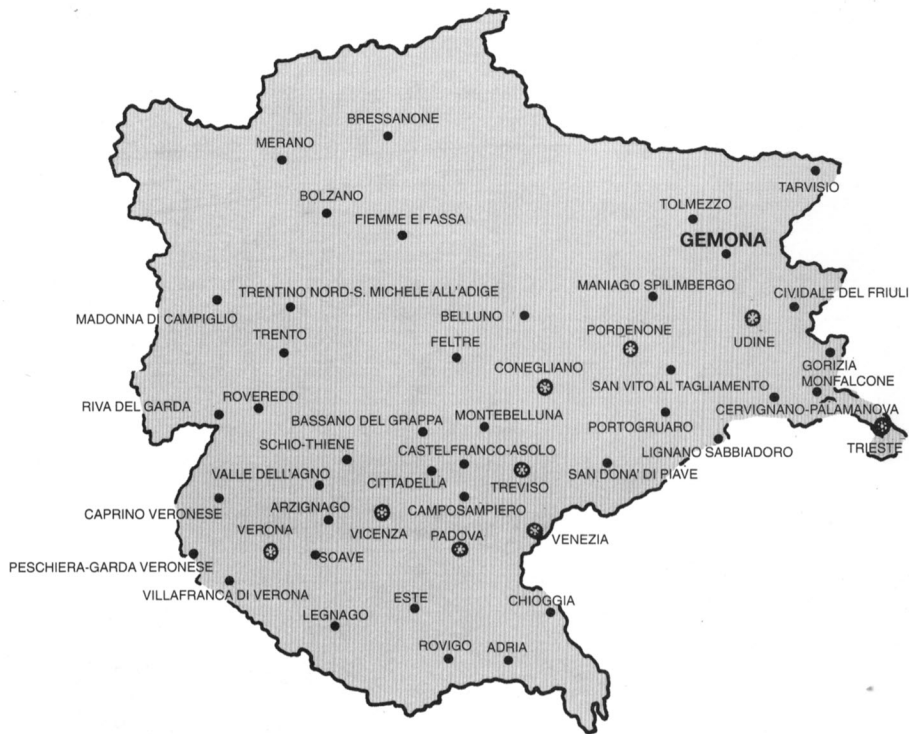 BRESSANONE
MERANO
TARVISIO
BOLZANO
TOLMEZZO
FIEMME E FASSA
GEMONA
MANIAGO SPILIMBERGO
TRENTINO NORD-S. MICHELE ALL'ADIGE
CIVIDALE DEL FRIULI
MADONNA DI CAMPIGLIO
BELLUNO
PORDENONE
TRENTO
FELTRE
UDINE
CONEGLIANO
GORIZIA
SAN VITO AL TAGLIAMENTO
MONFALCONE
ROVEREDO
RIVA DEL GARDA
CERVIGNANO-PALAMANOVA
BASSANO DEL GRAPPA
MONTEBELLUNA
PORTOGRUARO
SCHIO-THIENE
CASTELFRANCO-ASOLO
LIGNANO SABBIADORO
TRIESTE
VALLE DELL'AGNO
CITTADELLA
TREVISO
SAN DONA' DI PIAVE
CAPRINO VERONESE
ARZIGNAGO
CAMPOSAMPIERO
VERONA
VICENZA
PADOVA
VENEZIA
SOAVE
PESCHIERA-GARDA VERONESE
VILLAFRANCA DI VERONA
ESTE
CHIOGGIA
LEGNAGO
ROVIGO
ADRIA